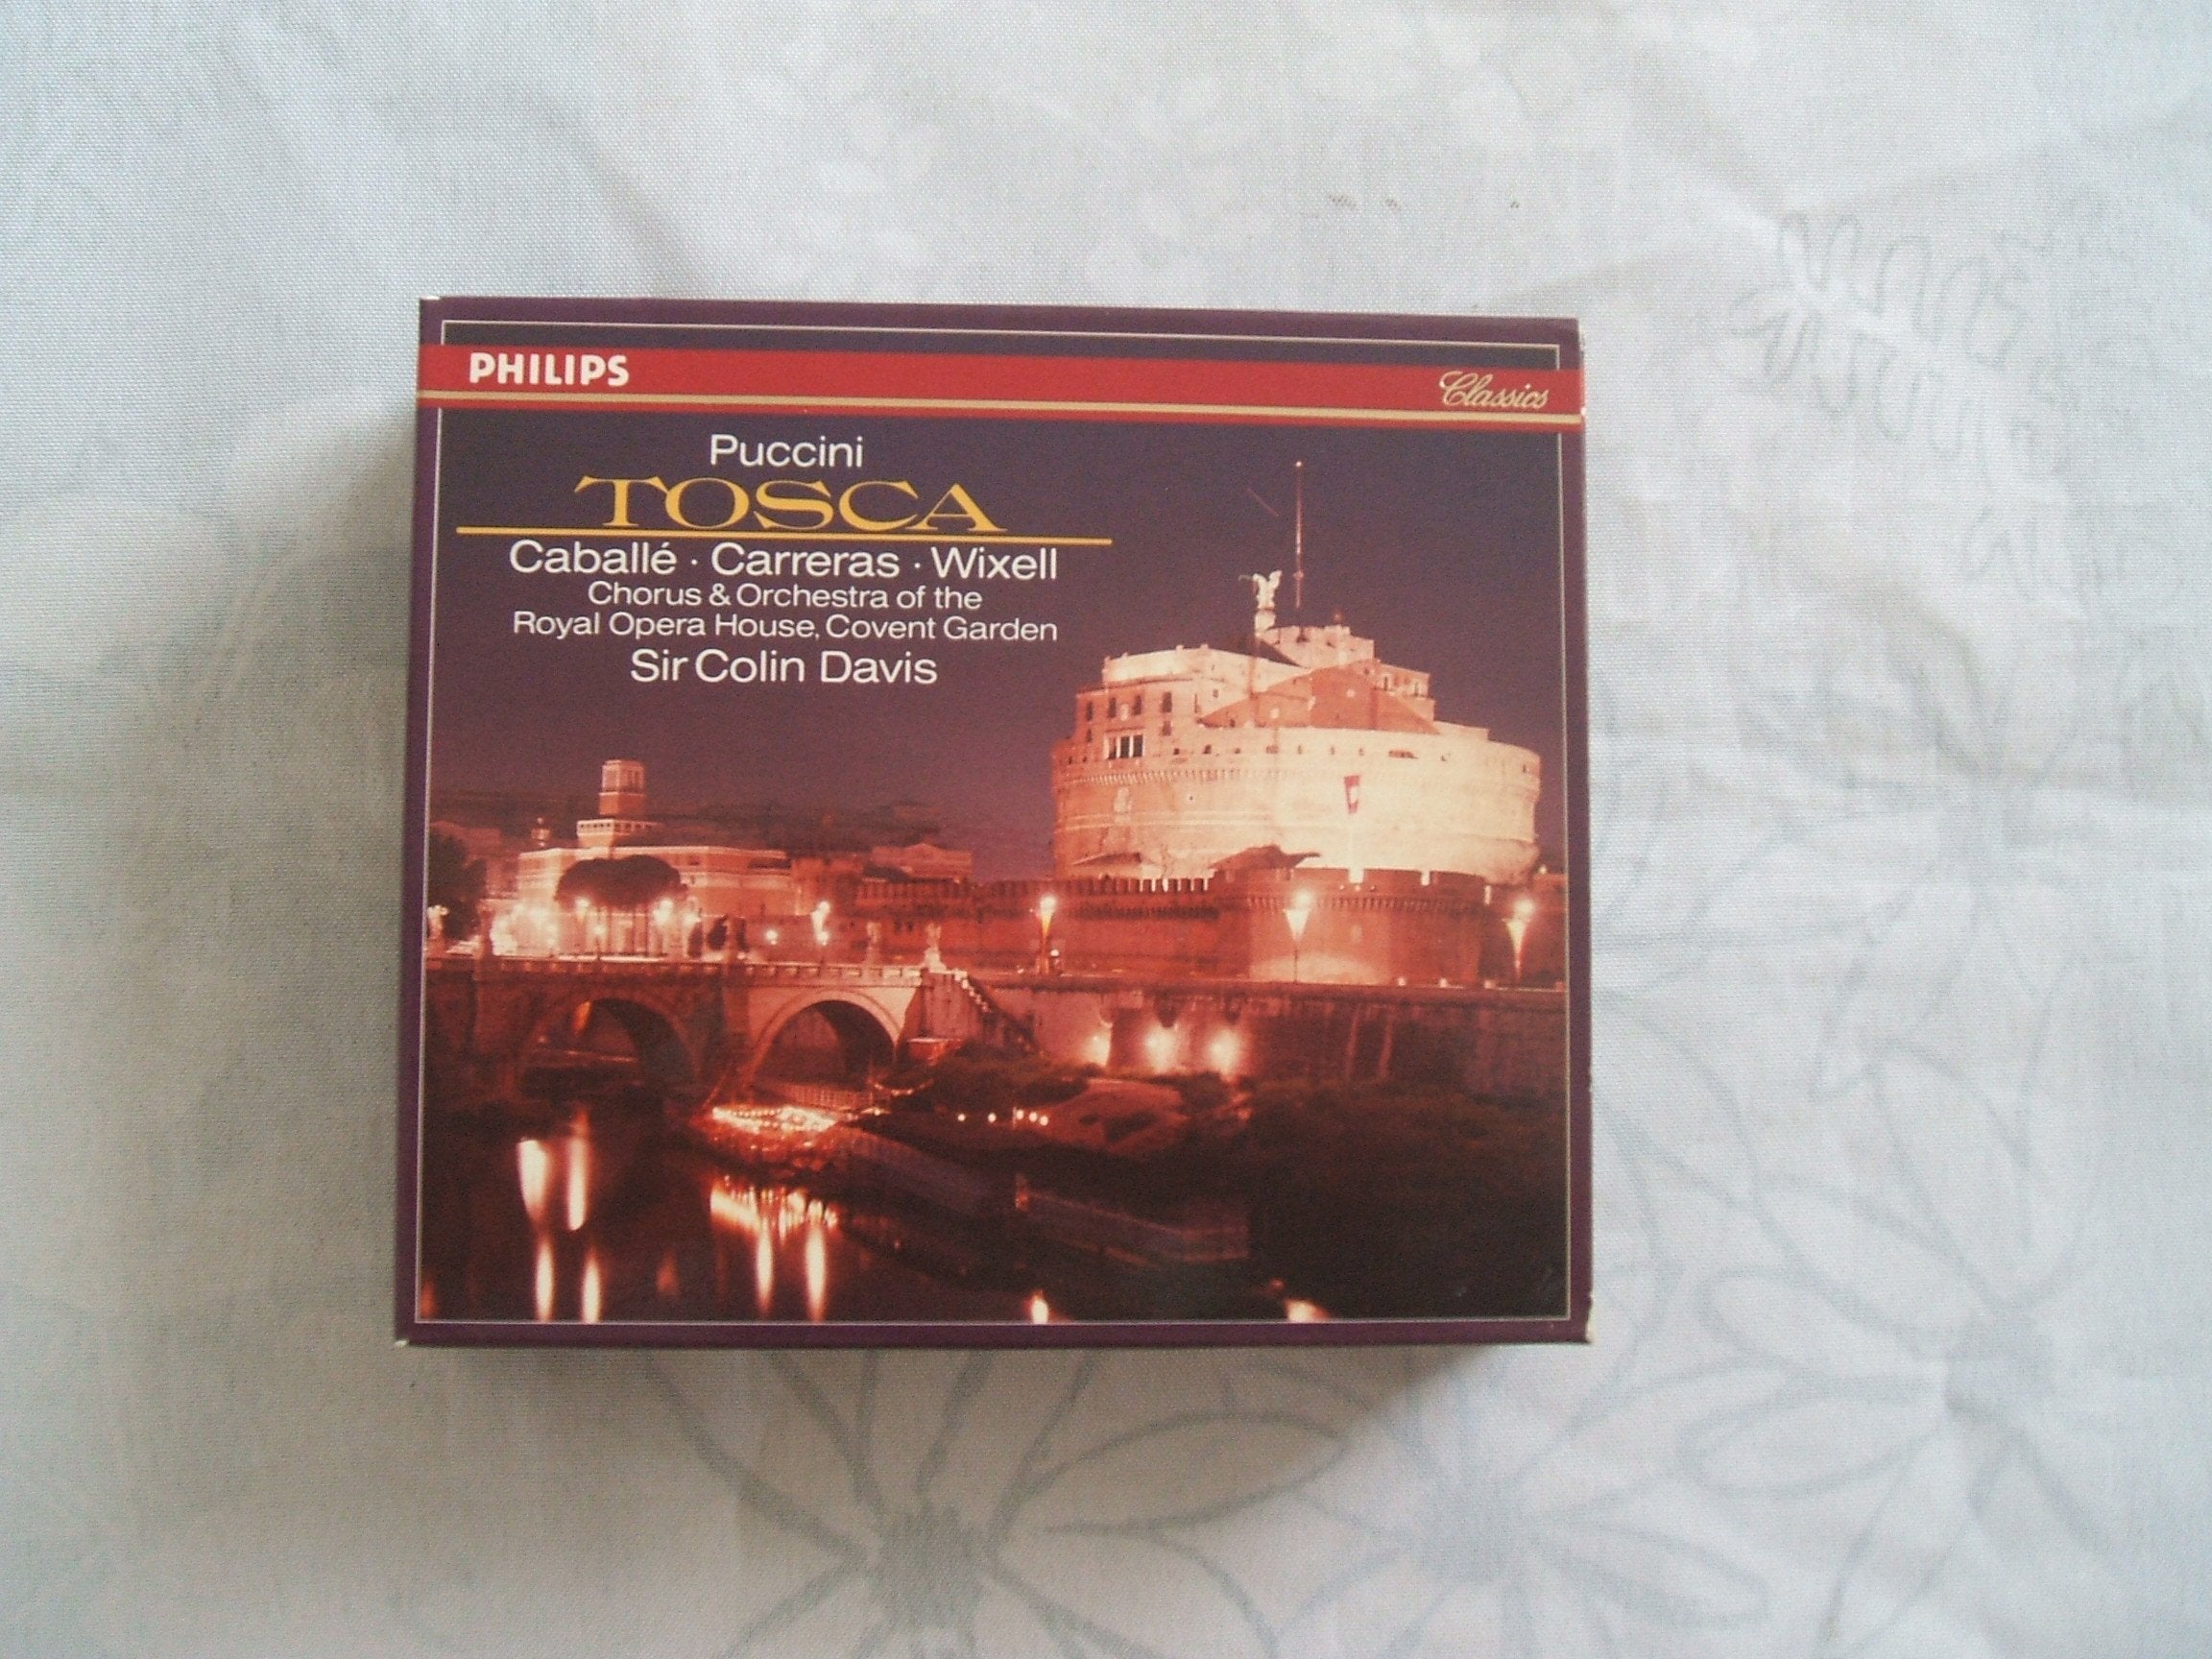 PHILIPS
Classics
Puccini
TOSCA
Caballé · Carreras · Wixell
Chorus & Orchestra of the
Royal Opera House, Covent Garden
Sir Colin Davis